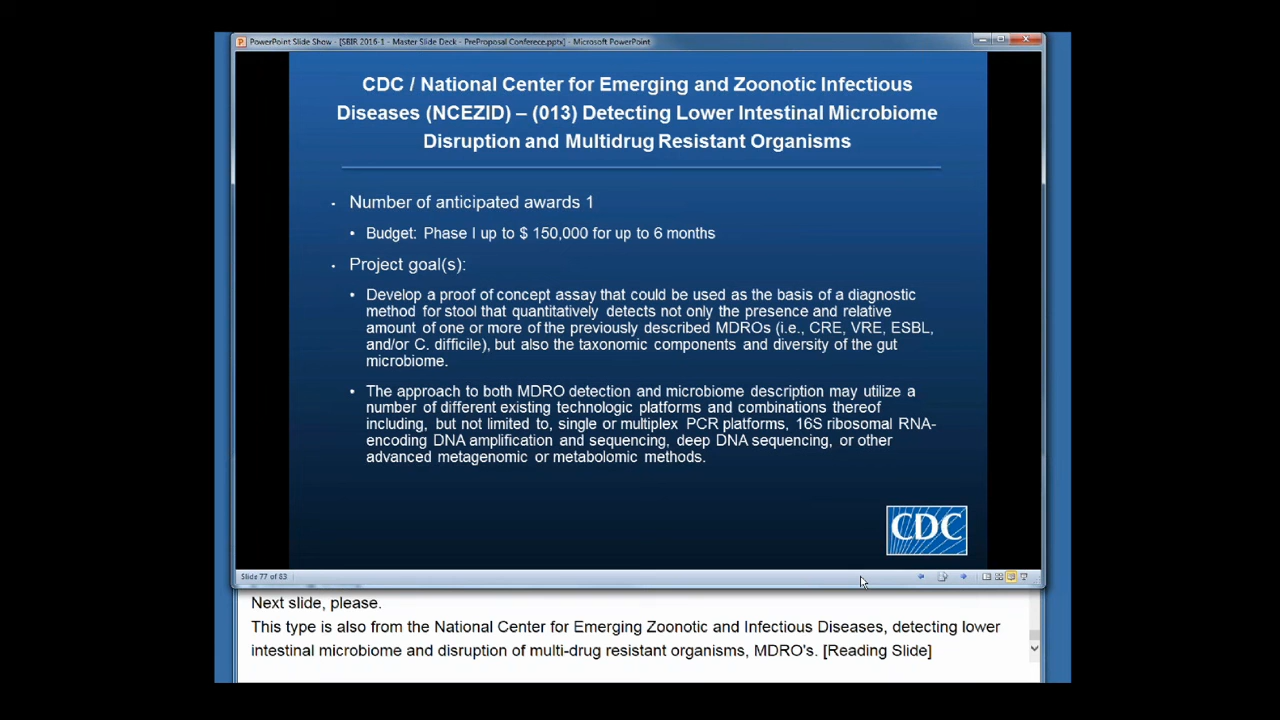 PowerPoint Slide Show - [SBIR 2016-1 - Master Slide Deck - PreProposal Conferece.pptx] - Microsoft PowerPoint
CDC / National Center for Emerging and Zoonotic Infectious
Diseases (NCEZID) – (013) Detecting Lower Intestinal Microbiome
Disruption and Multidrug Resistant Organisms
- Number of anticipated awards 1
• Budget: Phase I up to $ 150,000 for up to 6 months
- Project goal(s):
• Develop a proof of concept assay that could be used as the basis of a diagnostic
method for stool that quantitatively detects not only the presence and relative
amount of one or more of the previously described MDROs (i.e., CRE, VRE, ESBL,
and/or C. difficile), but also the taxonomic components and diversity of the gut
microbiome.
• The approach to both MDRO detection and microbiome description may utilize a
number of different existing technologic platforms and combinations thereof
including, but not limited to, single or multiplex PCR platforms, 16S ribosomal RNA-
encoding DNA amplification and sequencing, deep DNA sequencing, or other
advanced metagenomic or metabolomic methods.
CDC
Slide 77 of 83
Next slide, please.
This type is also from the National Center for Emerging Zoonotic and Infectious Diseases, detecting lower
intestinal microbiome and disruption of multi-drug resistant organisms, MDRO's. [Reading Slide]